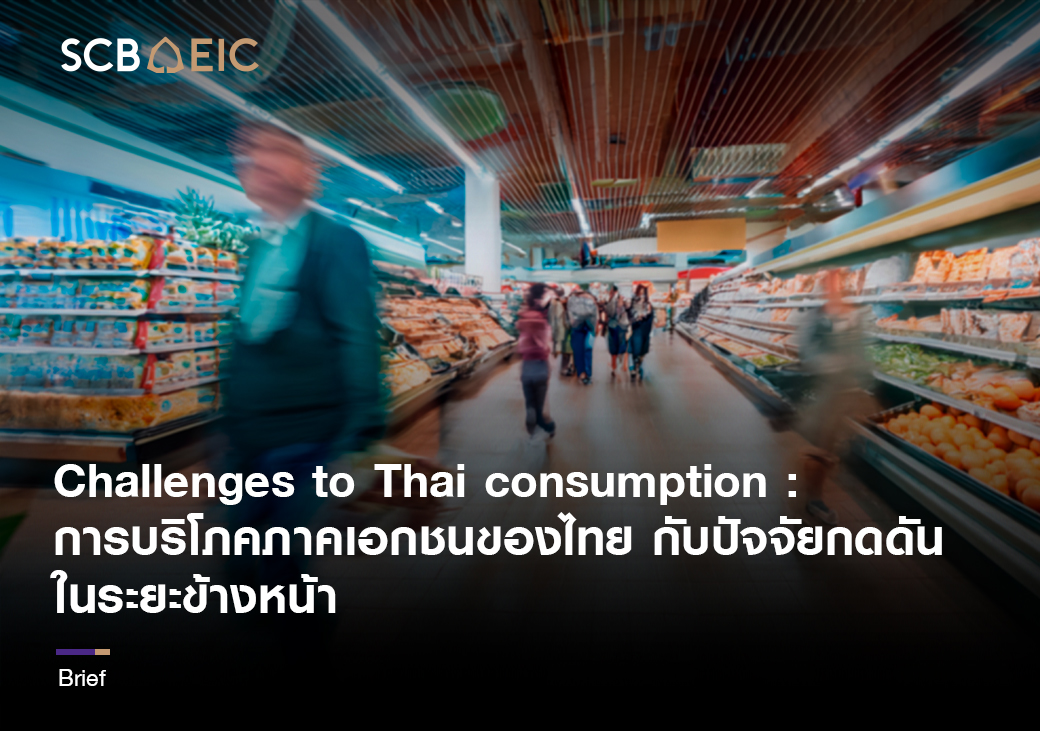 SCB EIC
Challenges to Thai consumption :
การบริโภคภาคเอกชนของไทย กับปัจจัยกดดัน
ในระยะข้างหน้า
Brief